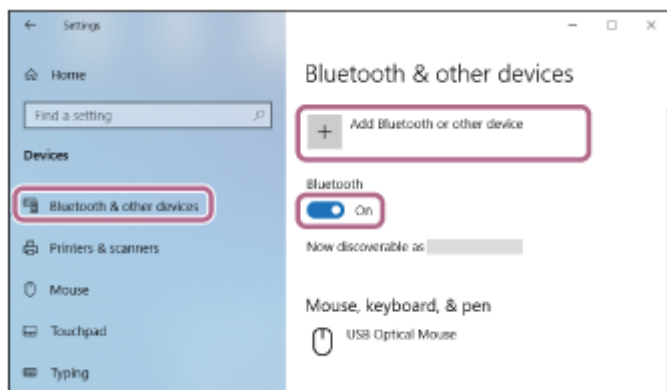 Settings
Home
Find a setting
Devices
Bluetooth & other devices
Printers & scanners
Mouse
Touchpad
Typing
Bluetooth & other devices
Add Bluetooth or other device
Bluetooth
On
Now discoverable as
Mouse, keyboard, & pen
USB Optical Mouse